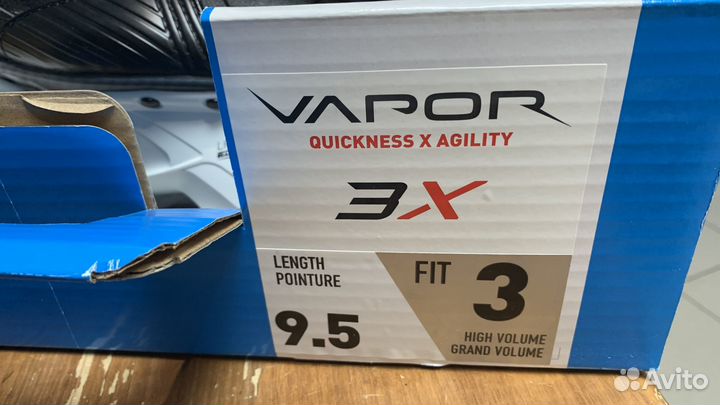 VAPOR
QUICKNESS X AGILITY
3X
LENGTH
POINTURE
9.5
FIT 3
HIGH VOLUME
GRAND VOLUME
Avito